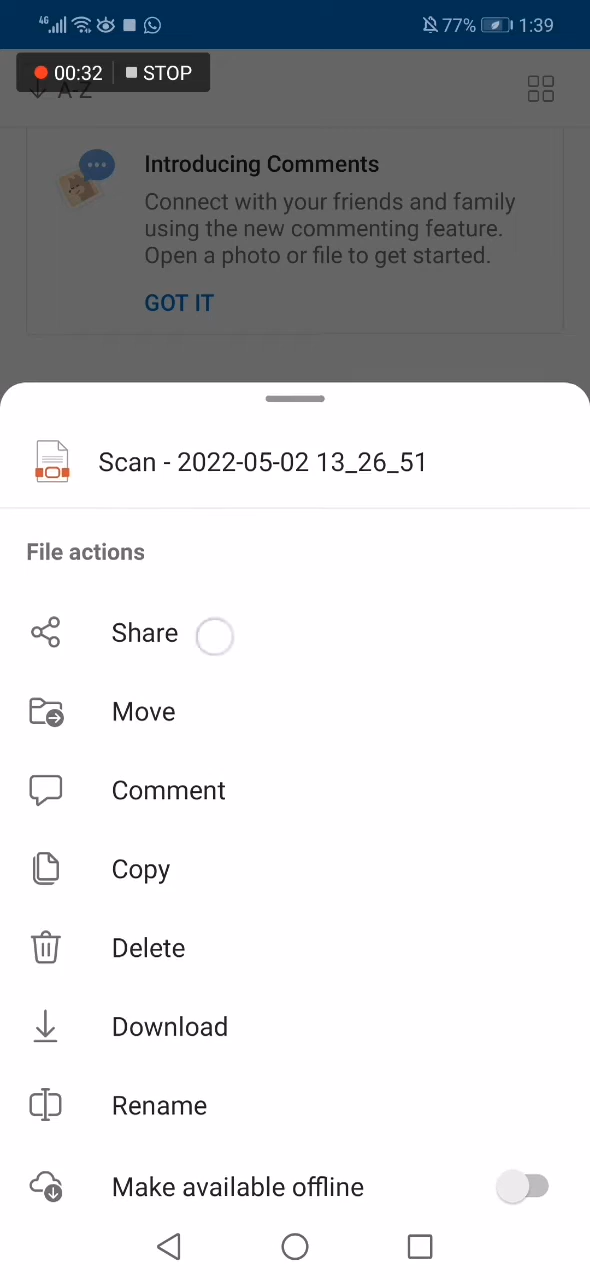 4G 77% 1:39
00:32 STOP
A-Z
Introducing Comments
Connect with your friends and family
using the new commenting feature.
Open a photo or file to get started.
GOT IT
Scan - 2022-05-02 13_26_51
File actions
Share
Move
Comment
Copy
Delete
Download
Rename
Make available offline